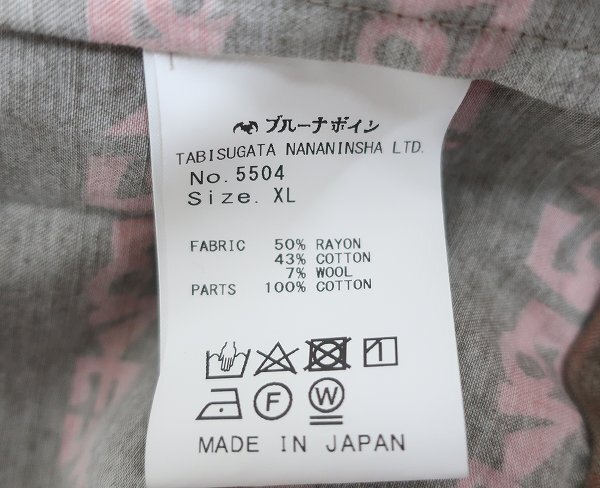 ブルーナボイン
TABISUGATA NANANINSHA LTD.
No. 5504
Size. XL
FABRIC 50% RAYON
43% COTTON
7% WOOL
PARTS 100% COTTON
F W
MADE IN JAPAN